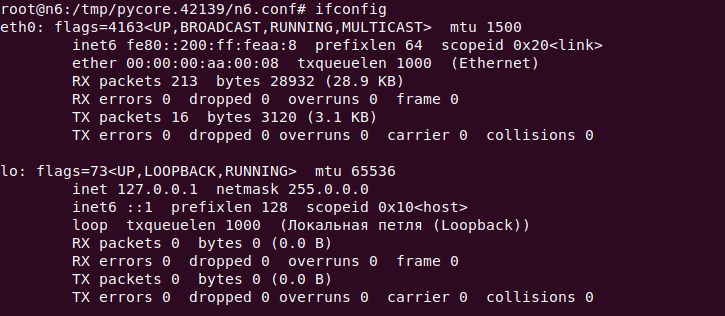 root@n6:/tmp/pycore.42139/n6.conf# ifconfig
eth0: flags=4163<UP,BROADCAST,RUNNING,MULTICAST>  mtu 1500
        inet6 fe80::200:ff:feaa:8  prefixlen 64  scopeid 0x20<link>
        ether 00:00:00:aa:00:08  txqueuelen 1000  (Ethernet)
        RX packets 213  bytes 28932 (28.9 KB)
        RX errors 0  dropped 0  overruns 0  frame 0
        TX packets 16  bytes 3120 (3.1 KB)
        TX errors 0  dropped 0 overruns 0  carrier 0  collisions 0

lo: flags=73<UP,LOOPBACK,RUNNING>  mtu 65536
        inet 127.0.0.1  netmask 255.0.0.0
        inet6 ::1  prefixlen 128  scopeid 0x10<host>
        loop  txqueuelen 1000  (Локальная петля (Loopback))
        RX packets 0  bytes 0 (0.0 B)
        RX errors 0  dropped 0  overruns 0  frame 0
        TX packets 0  bytes 0 (0.0 B)
        TX errors 0  dropped 0 overruns 0  carrier 0  collisions 0